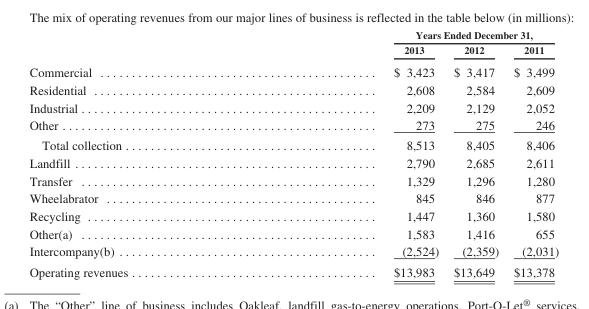 The mix of operating revenues from our major lines of business is reflected in the table below (in millions):
Years Ended December 31,
2013 2012 2011
Commercial ............................................. $ 3,423 $ 3,417 $ 3,499
Residential ............................................. 2,608 2,584 2,609
Industrial ............................................. 2,209 2,129 2,052
Other ............................................. 273 275 246
Total collection ............................................. 8,513 8,405 8,406
Landfill ............................................. 2,790 2,685 2,611
Transfer ............................................. 1,329 1,296 1,280
Wheelabrator ............................................. 845 846 877
Recycling ............................................. 1,447 1,360 1,580
Other(a) ............................................. 1,583 1,416 655
Intercompany(b) ............................................. (2,524) (2,359) (2,031)
Operating revenues ............................................. $13,983 $13,649 $13,378
(a) The “Other” line of business includes Oakleaf, landfill gas-to-energy operations, Port-O-Let® services,